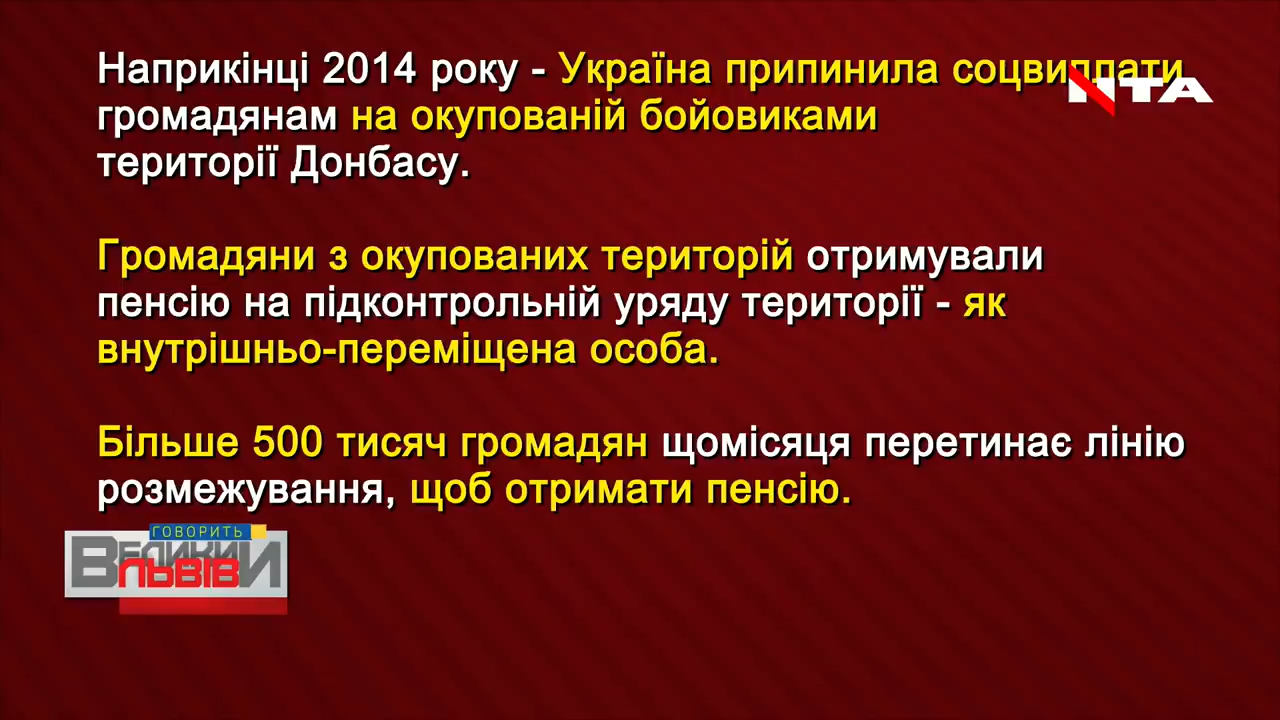 Наприкінці 2014 року - Україна припинила соцвиплати
NTA
громадянам на окупованій бойовиками
території Донбасу.
Громадяни з окупованих територій отримували
пенсію на підконтрольній уряду території - як
внутрішньо-переміщена особа.
Більше 500 тисяч громадян щомісяця перетинає лінію
розмежування, щоб отримати пенсію.
ГОВОРИТЬ
ВЕЛИКИЙ
ЛЬВІВ